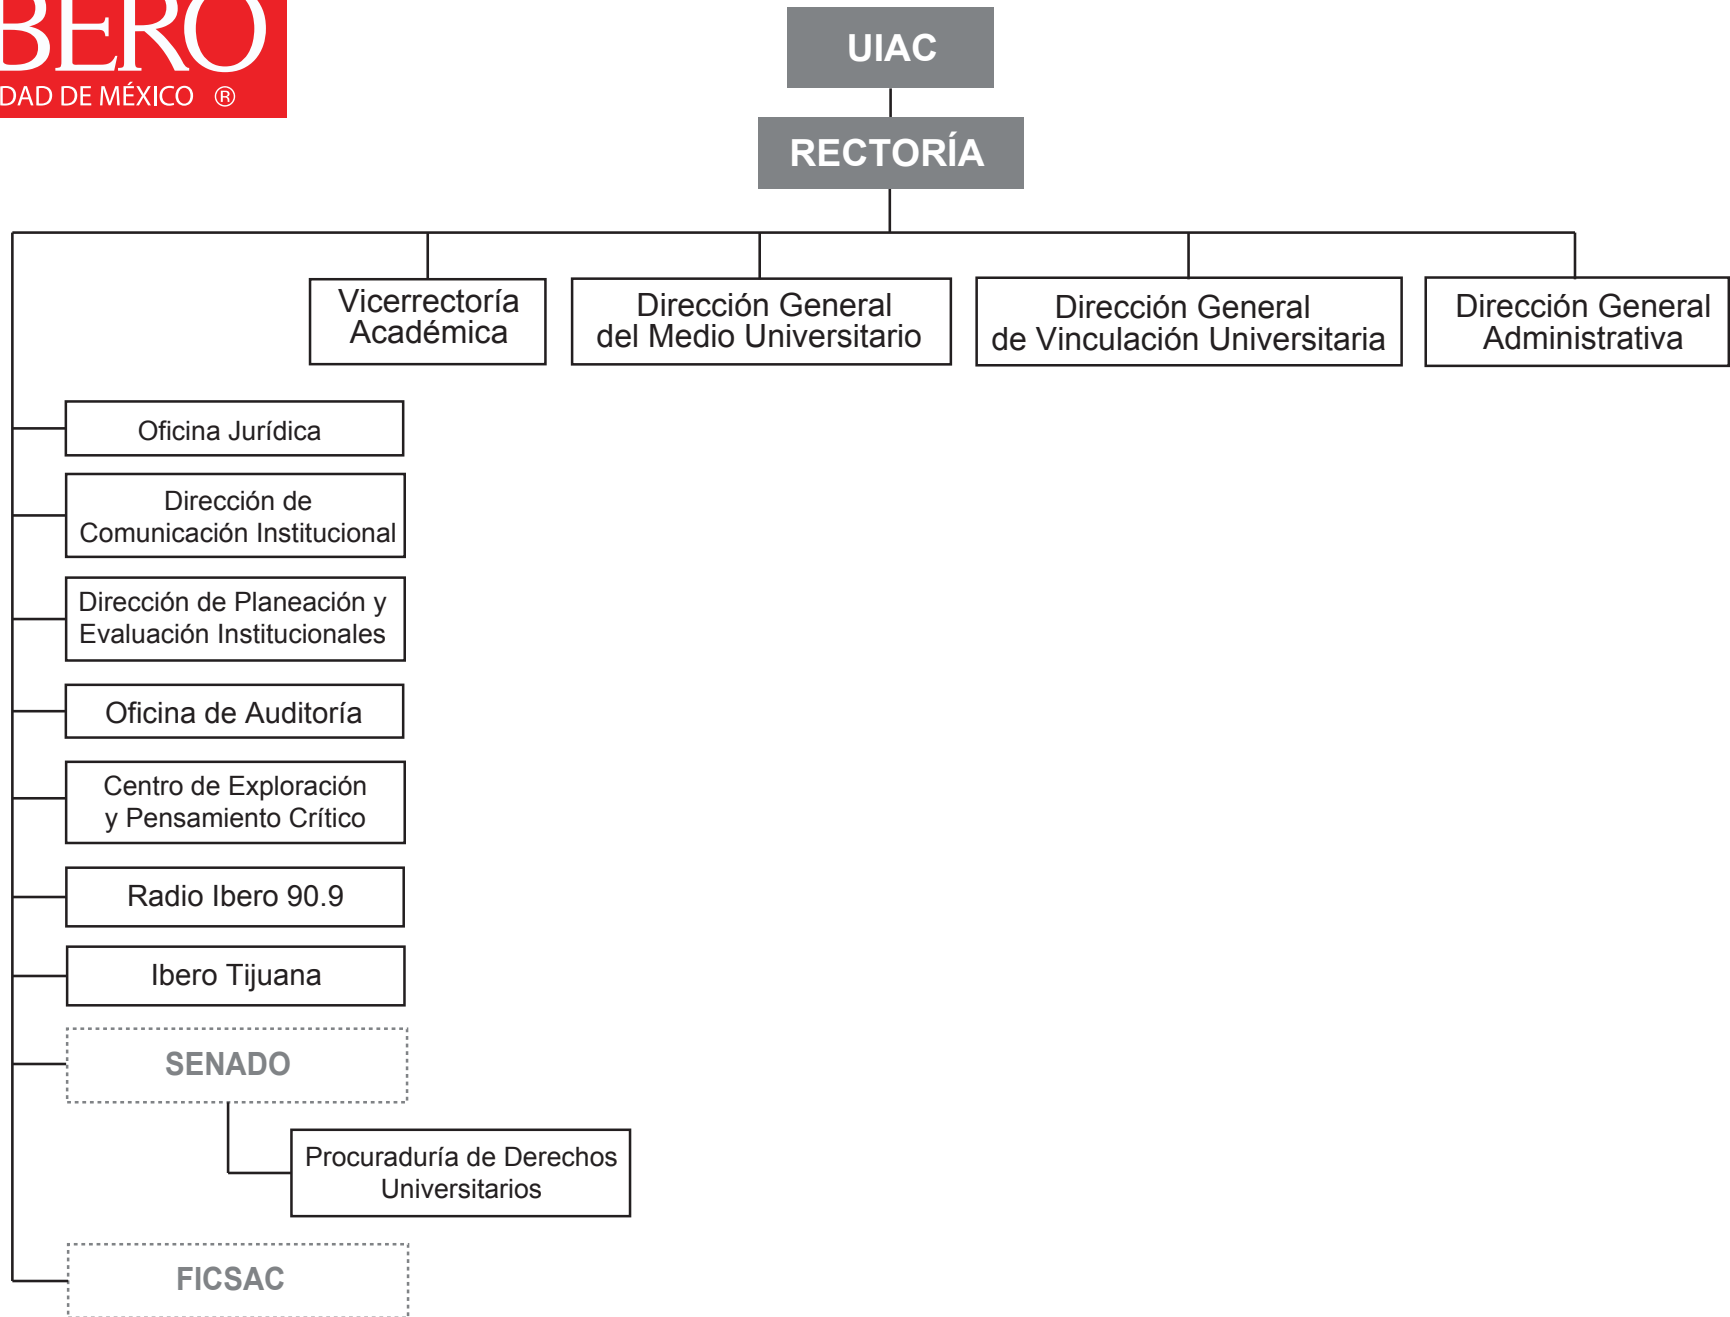 BERO
DAD DE MÉXICO ®
UIAC
RECTORÍA
Vicerrectoría
Académica
Dirección General
del Medio Universitario
Dirección General
de Vinculación Universitaria
Dirección General
Administrativa
Oficina Jurídica
Dirección de
Comunicación Institucional
Dirección de Planeación y
Evaluación Institucionales
Oficina de Auditoría
Centro de Exploración
y Pensamiento Crítico
Radio Ibero 90.9
Ibero Tijuana
SENADO
Procuraduría de Derechos
Universitarios
FICSAC